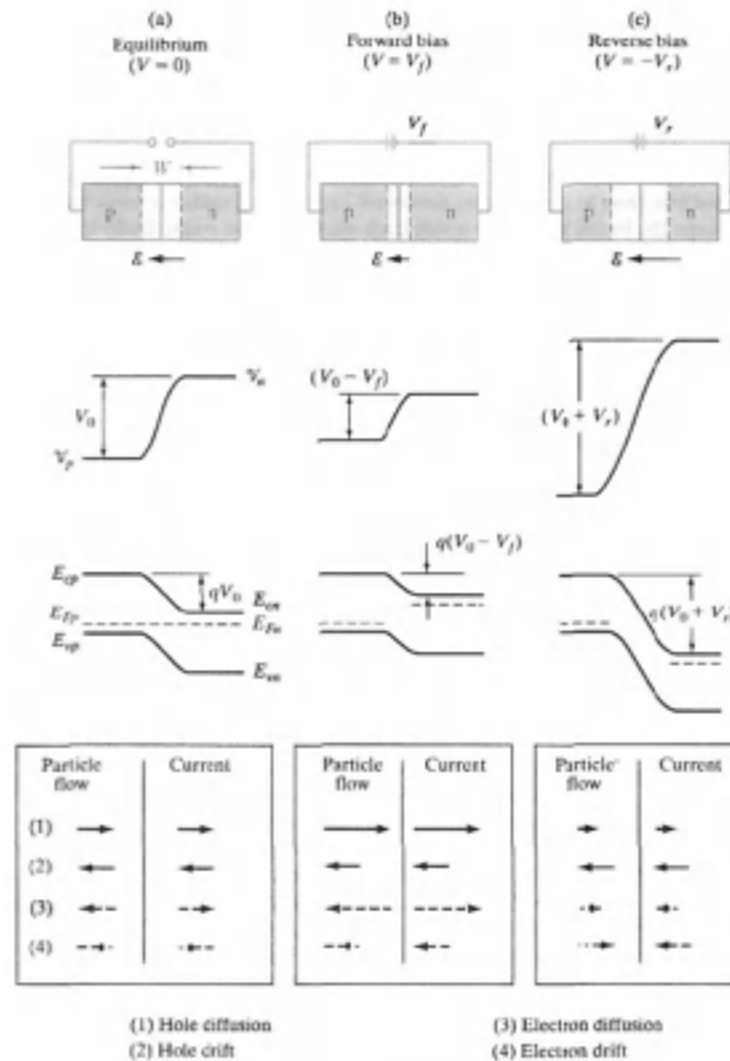 (a)
Equilibrium
(V = 0)
(b)
Forward bias
(V = V_f)
(c)
Reverse bias
(V = −V_r)
W
V_f
V_r
p n
p n
p n
ℰ
ℰ
ℰ
V_0
𝒱_n
𝒱_p
(V_0 − V_f)
(V_0 + V_r)
E_cp
qV_0
E_cn
E_Fp
E_Fn
E_vp
E_vn
q(V_0 − V_f)
q(V_0 + V_r)
Particle flow
Current
Particle flow
Current
Particle flow
Current
(1)
(2)
(3)
(4)
(1) Hole diffusion
(2) Hole drift
(3) Electron diffusion
(4) Electron drift